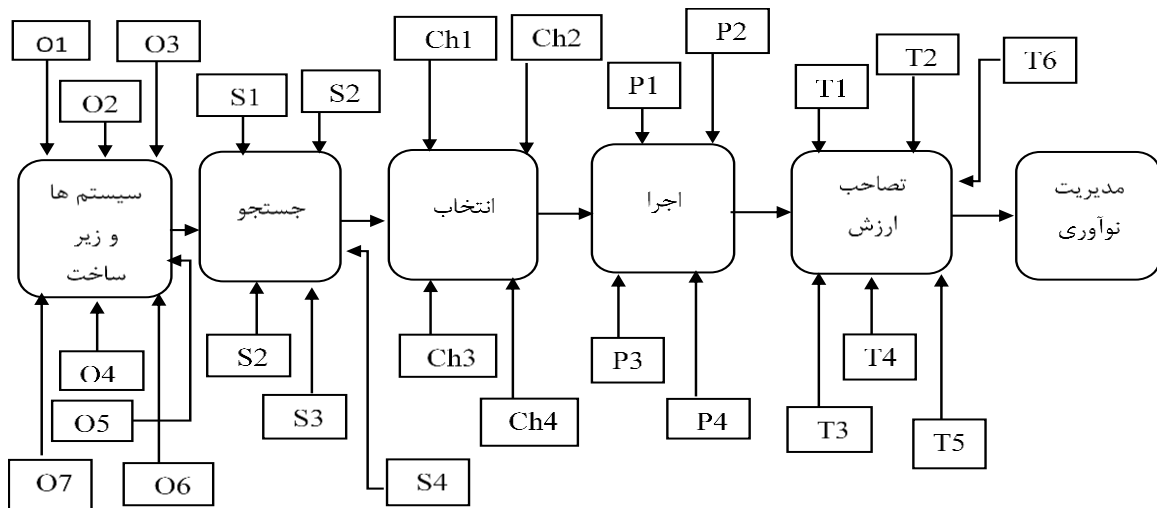 O1
O3
O2
S1
S2
Ch1
Ch2
P1
P2
T1
T2
T6
سیستم ها
و زیر
ساخت
جستجو
انتخاب
اجرا
تصاحب
ارزش
مدیریت
نوآوری
O4
O5
O7
O6
S2
S3
S4
Ch3
Ch4
P3
P4
T3
T4
T5